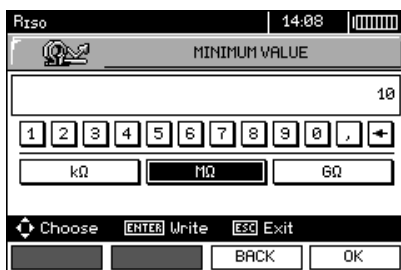 Riso 14:08
MINIMUM VALUE
10
1 2 3 4 5 6 7 8 9 0 ,
kΩ MΩ GΩ
Choose ENTER Write ESC Exit
BACK OK